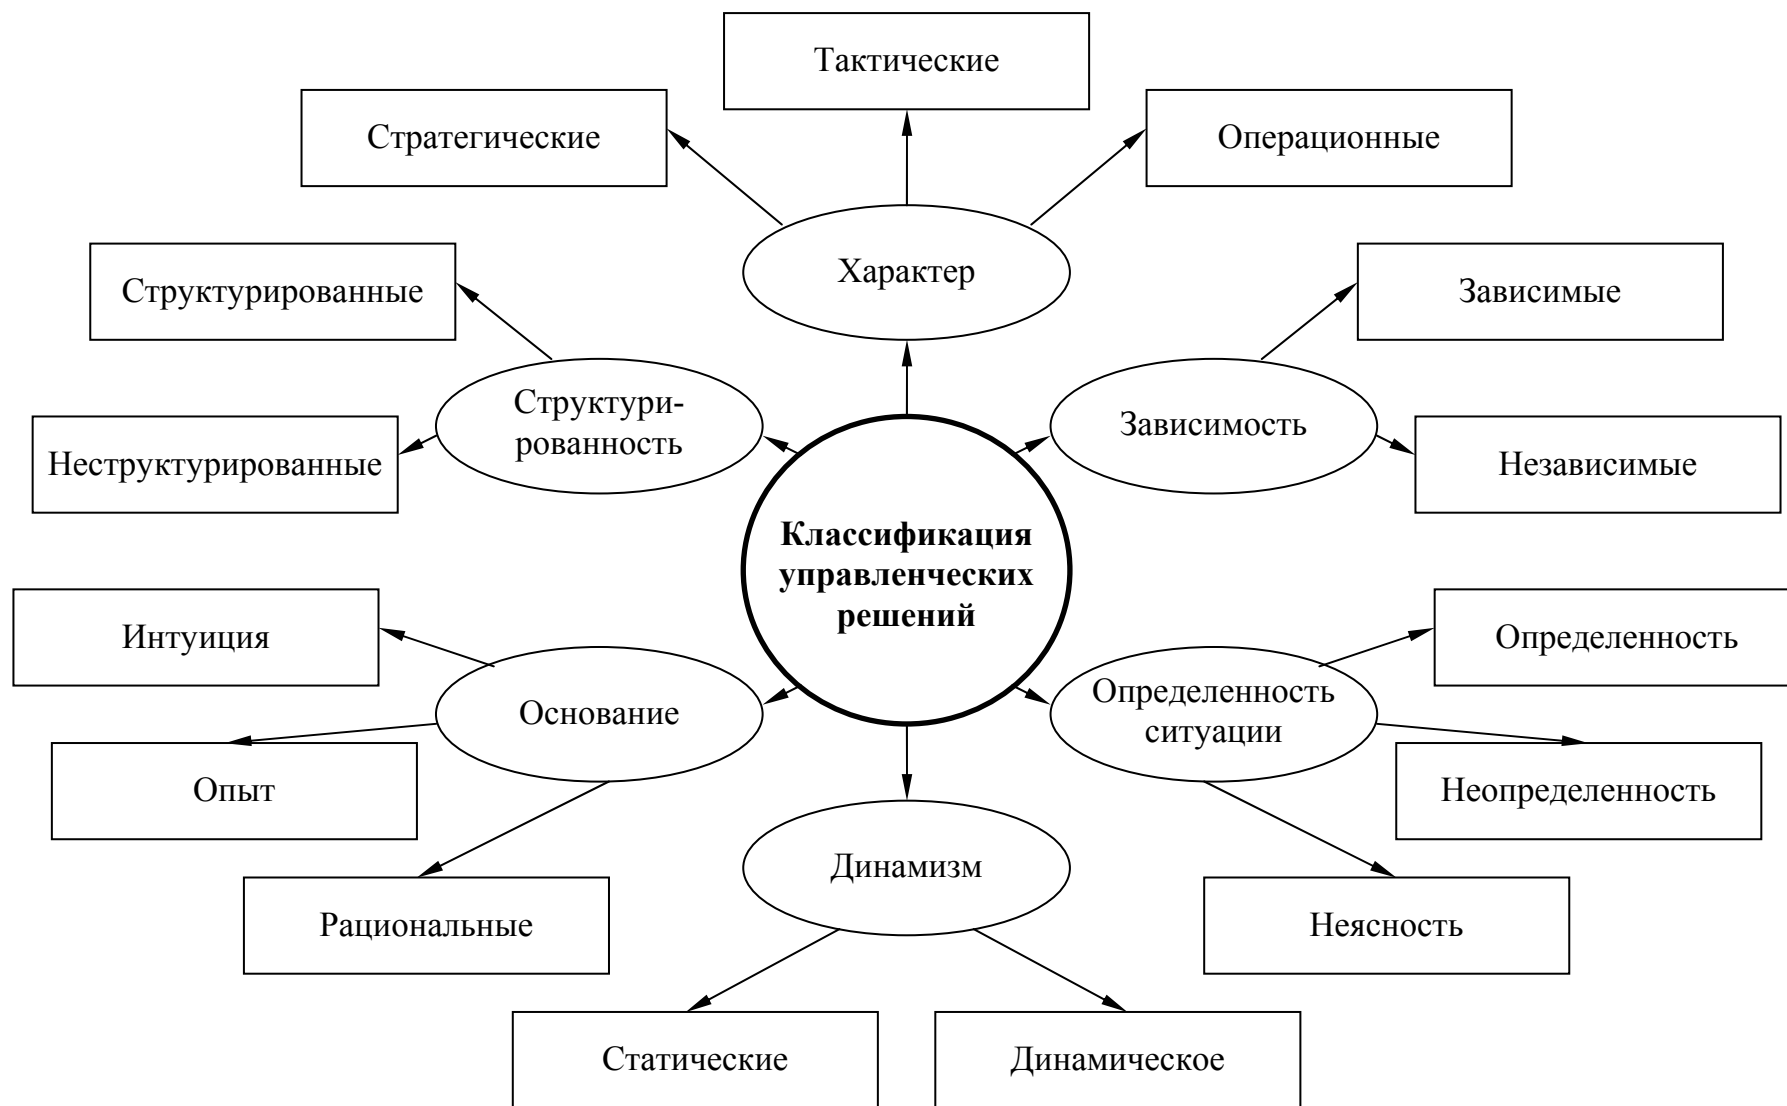 Тактические
Стратегические
Операционные
Характер
Структурированные
Зависимые
Структури-
рованность
Зависимость
Неструктурированные
Независимые
Классификация
управленческих
решений
Интуиция
Определенность
Основание
Определенность
ситуации
Опыт
Неопределенность
Динамизм
Рациональные
Неясность
Статические
Динамическое